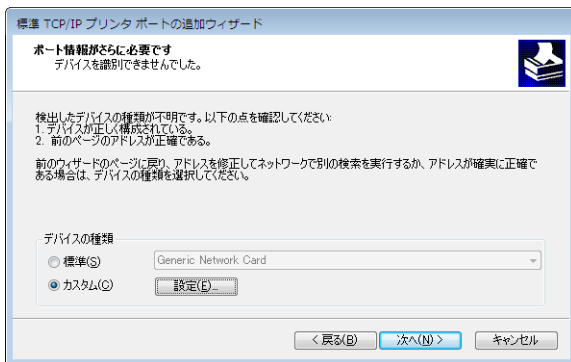 標準 TCP/IP プリンタ ポートの追加ウィザード
ポート情報がさらに必要です
デバイスを識別できませんでした。
検出したデバイスの種類が不明です。以下の点を確認してください:
1. デバイスが正しく構成されている。
2. 前のページのアドレスが正確である。
前のウィザードのページに戻り、アドレスを修正してネットワークで別の検索を実行するか、アドレスが確実に正確で
ある場合は、デバイスの種類を選択してください。
デバイスの種類
標準(S) Generic Network Card
カスタム(C) 設定(E)...
< 戻る(B) 次へ(N) > キャンセル